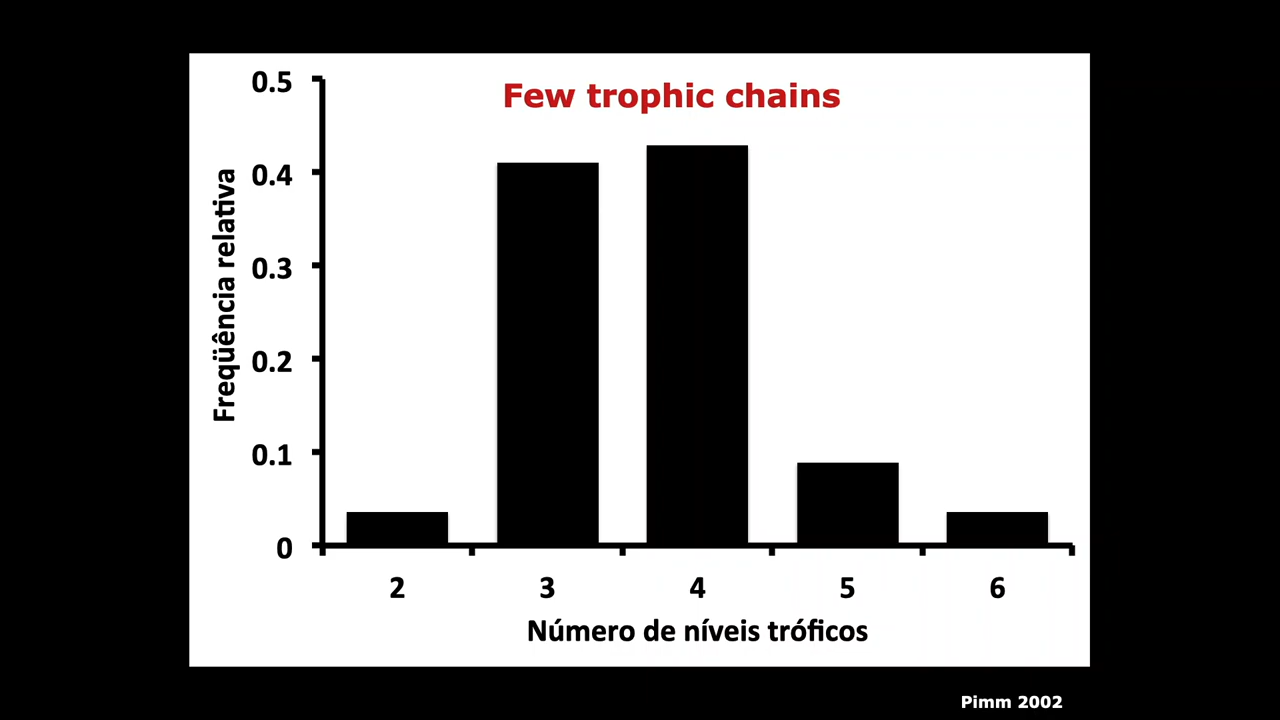 Few trophic chains
Freqüência relativa
0.5
0.4
0.3
0.2
0.1
0
2 3 4 5 6
Número de níveis tróficos
Pimm 2002